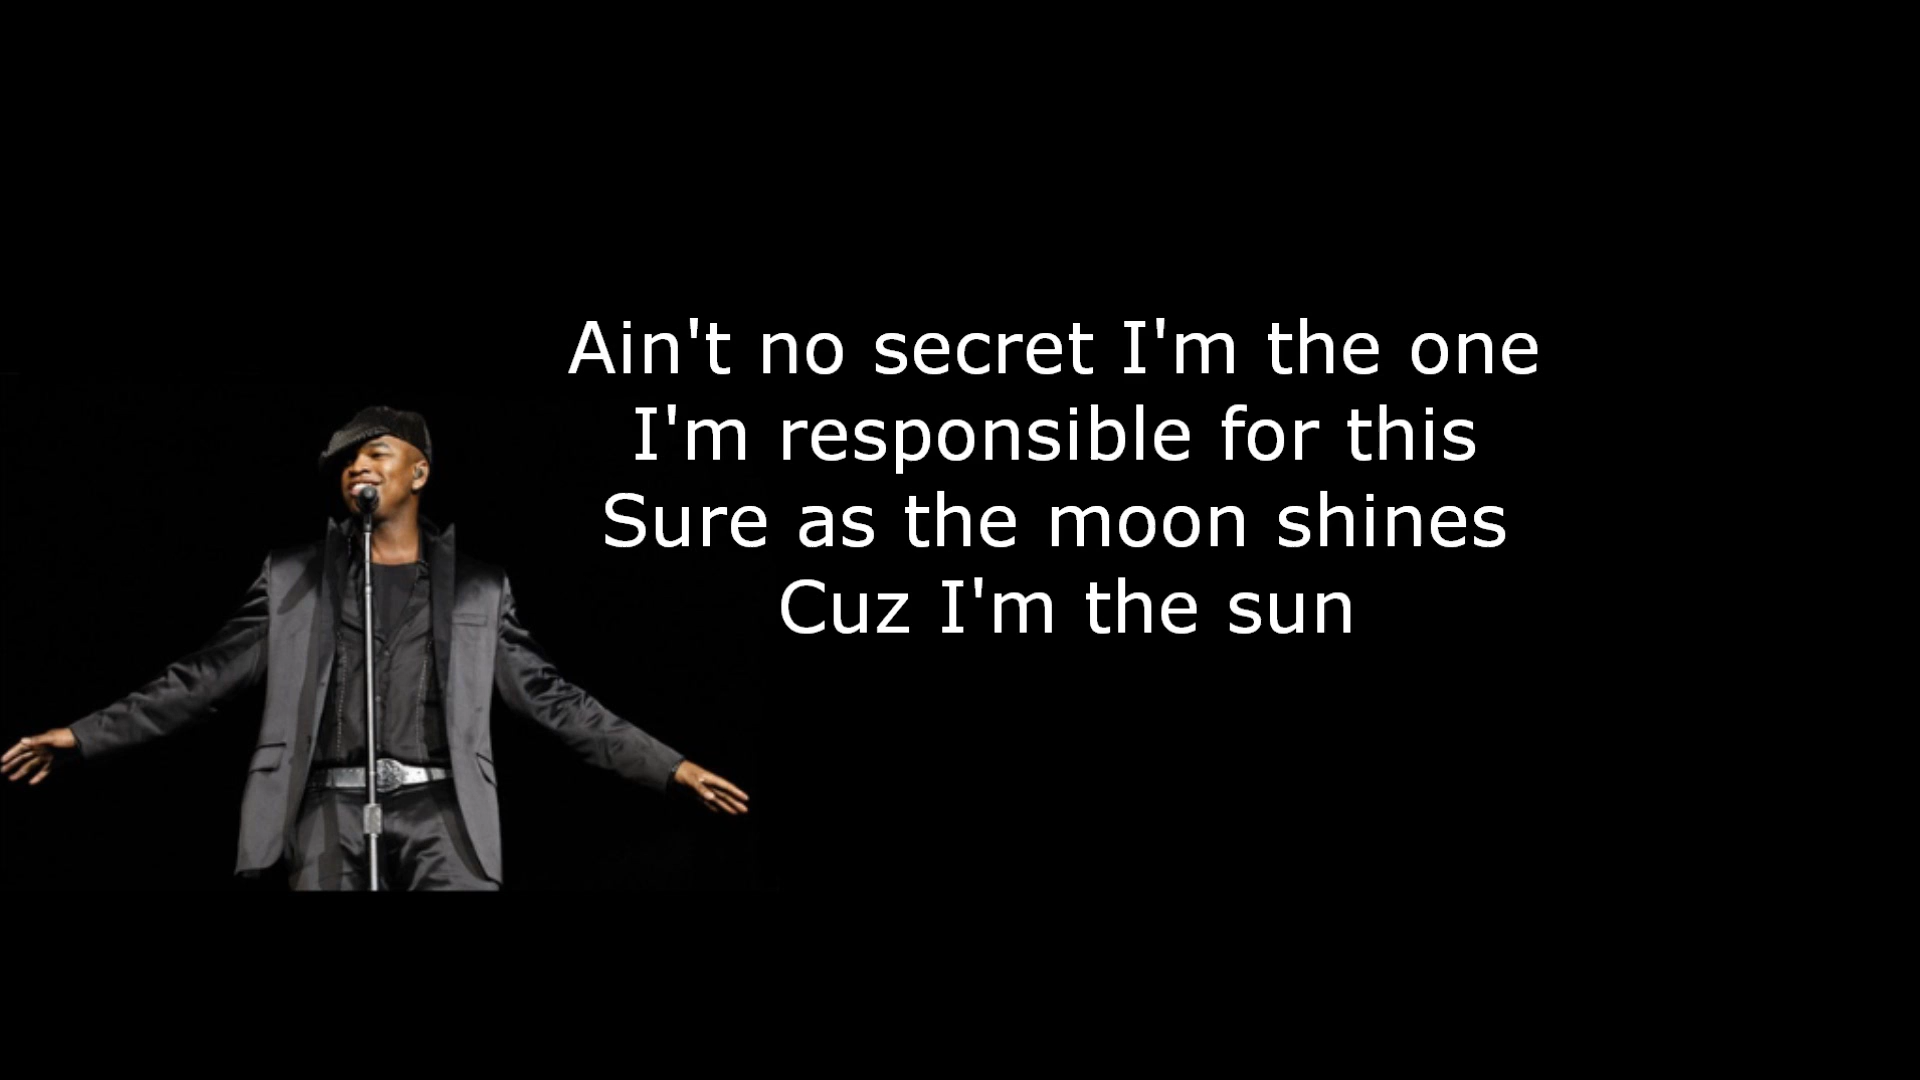 Ain't no secret I'm the one
I'm responsible for this
Sure as the moon shines
Cuz I'm the sun